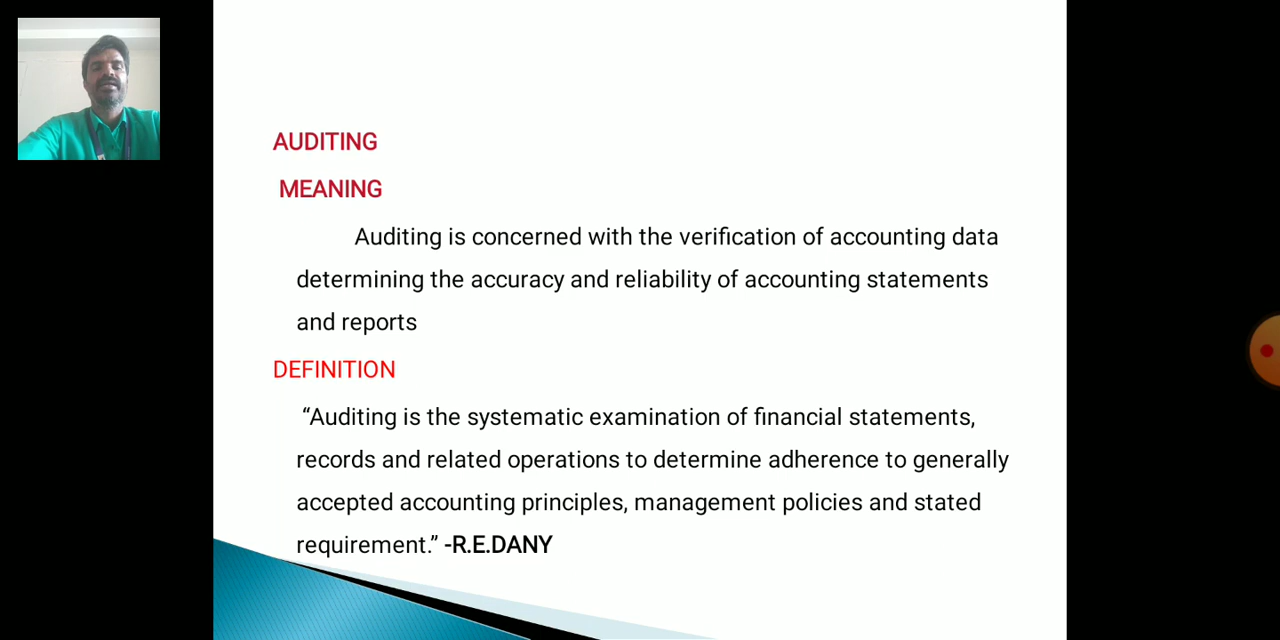 AUDITING
MEANING
Auditing is concerned with the verification of accounting data
determining the accuracy and reliability of accounting statements
and reports
DEFINITION
“Auditing is the systematic examination of financial statements,
records and related operations to determine adherence to generally
accepted accounting principles, management policies and stated
requirement.” -R.E.DANY